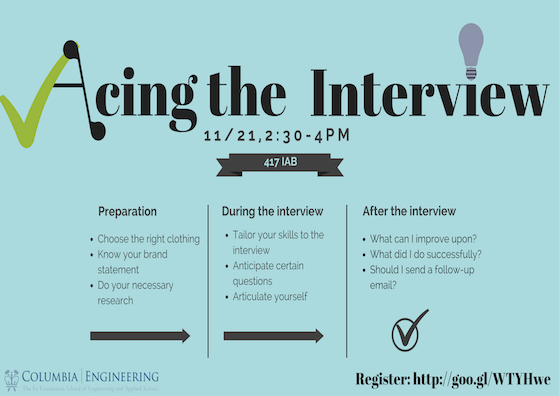 Acing the Interview
11/21,2:30-4PM
417 IAB
Preparation
• Choose the right clothing
• Know your brand
statement
• Do your necessary
research
During the interview
• Tailor your skills to the
interview
• Anticipate certain
questions
• Articulate yourself
After the interview
• What can I improve upon?
• What did I do successfully?
• Should I send a follow-up
email?
COLUMBIA | ENGINEERING
The Fu Foundation School of Engineering and Applied Science
Register: http://goo.gl/WTYHwe